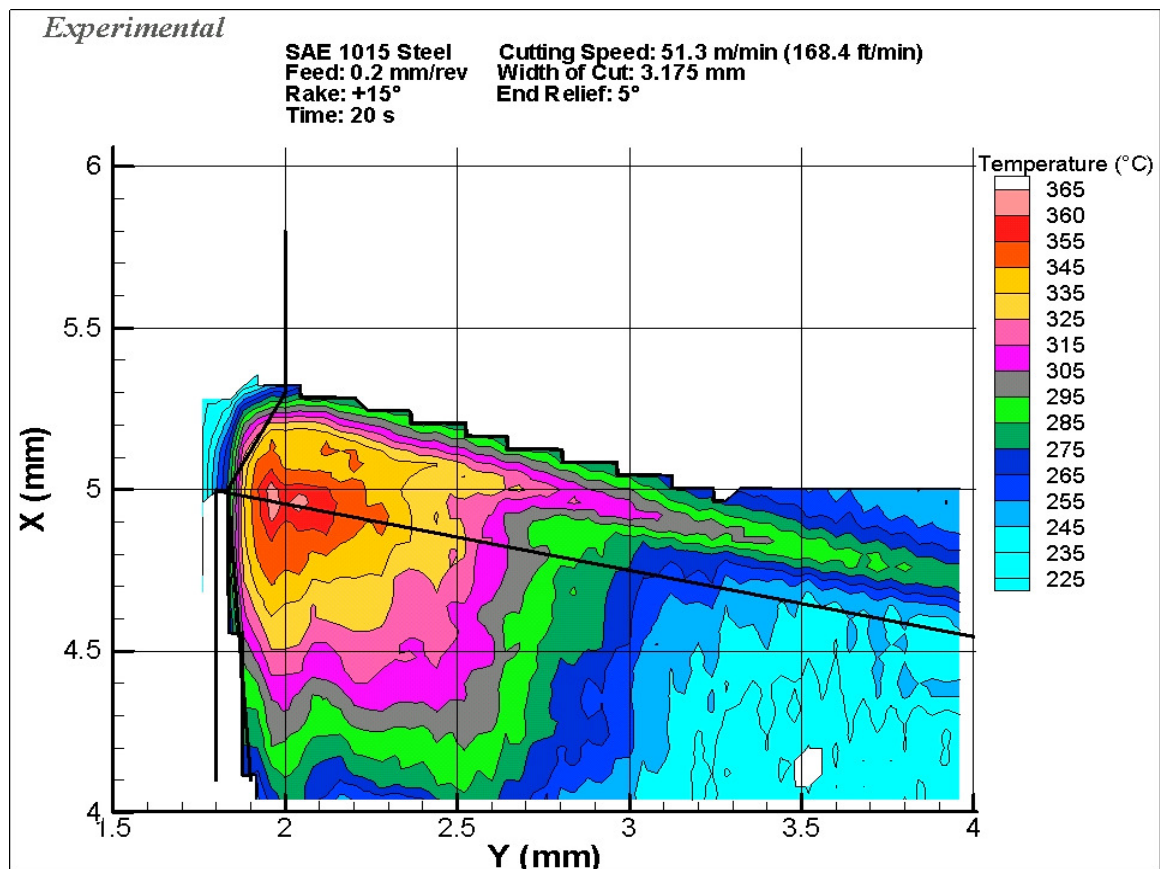 Experimental
SAE 1015 Steel Cutting Speed: 51.3 m/min (168.4 ft/min)
Feed: 0.2 mm/rev Width of Cut: 3.175 mm
Rake: +15° End Relief: 5°
Time: 20 s
Temperature (°C)
365
360
355
345
335
325
315
305
295
285
275
265
255
245
235
225
6
5.5
5
4.5
4
X (mm)
1.5 2 2.5 3 3.5 4
Y (mm)